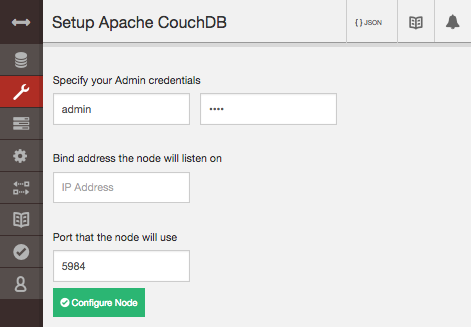 Setup Apache CouchDB
{ } JSON
Specify your Admin credentials
admin
••••
Bind address the node will listen on
IP Address
Port that the node will use
5984
Configure Node